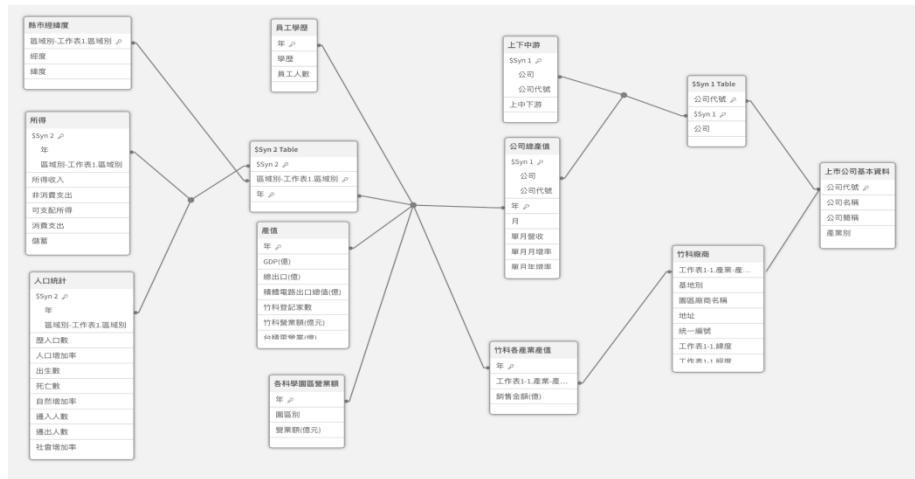 縣市經緯度
區域別-工作表1.區域別
經度
緯度
所得
$Syn 2
年
區域別-工作表1.區域別
所得收入
非消費支出
可支配所得
消費支出
儲蓄
人口統計
$Syn 2
年
區域別-工作表1.區域別
歷人口數
人口增加率
出生數
死亡數
自然增加率
遷入人數
遷出人數
社會增加率
員工學歷
年
學歷
員工人數
$Syn 2 Table
$Syn 2
區域別-工作表1.區域別
年
產值
年
GDP(億)
總出口(億)
積體電路出口總值(億)
竹科登記家數
竹科營業額(億元)
台積電營業(億)
各科學園區營業額
年
園區別
營業額(億元)
上下中游
$Syn 1
公司
公司代號
上中下游
公司總產值
$Syn 1
公司
公司代號
年
月
單月營收
單月月增率
單月年增率
竹科各產業產值
年
工作表1-1.產業-產...
銷售金額(億)
$Syn 1 Table
公司代號
$Syn 1
公司
竹科廠商
工作表1-1.產業-產...
基地別
園區廠商名稱
地址
統一編號
工作表1-1.緯度
工作表1-1.經度
上市公司基本資料
公司代號
公司名稱
公司簡稱
產業別